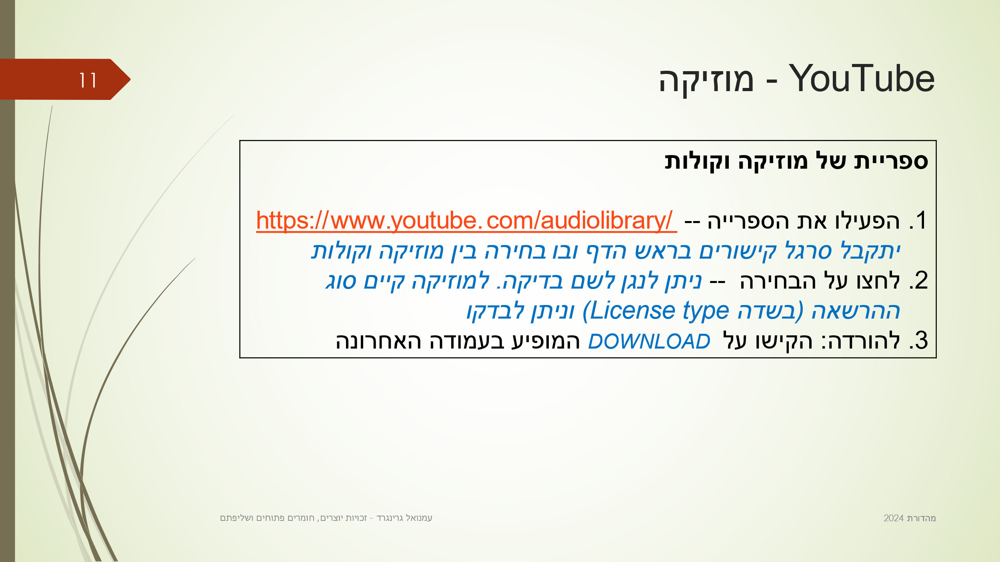 11
YouTube - מוזיקה
ספריית של מוזיקה וקולות
1. הפעילו את הספרייה -- https://www.youtube.com/audiolibrary/
יתקבל סרגל קישורים בראש הדף ובו בחירה בין מוזיקה וקולות
2. לחצו על הבחירה -- ניתן לנגן לשם בדיקה. למוזיקה קיים סוג
ההרשאה (בשדה License type) וניתן לבדקו
3. להורדה: הקישו על DOWNLOAD המופיע בעמודה האחרונה
מהדורת 2024
עמנואל גרינגרד - זכויות יוצרים, חומרים פתוחים ושליפתם